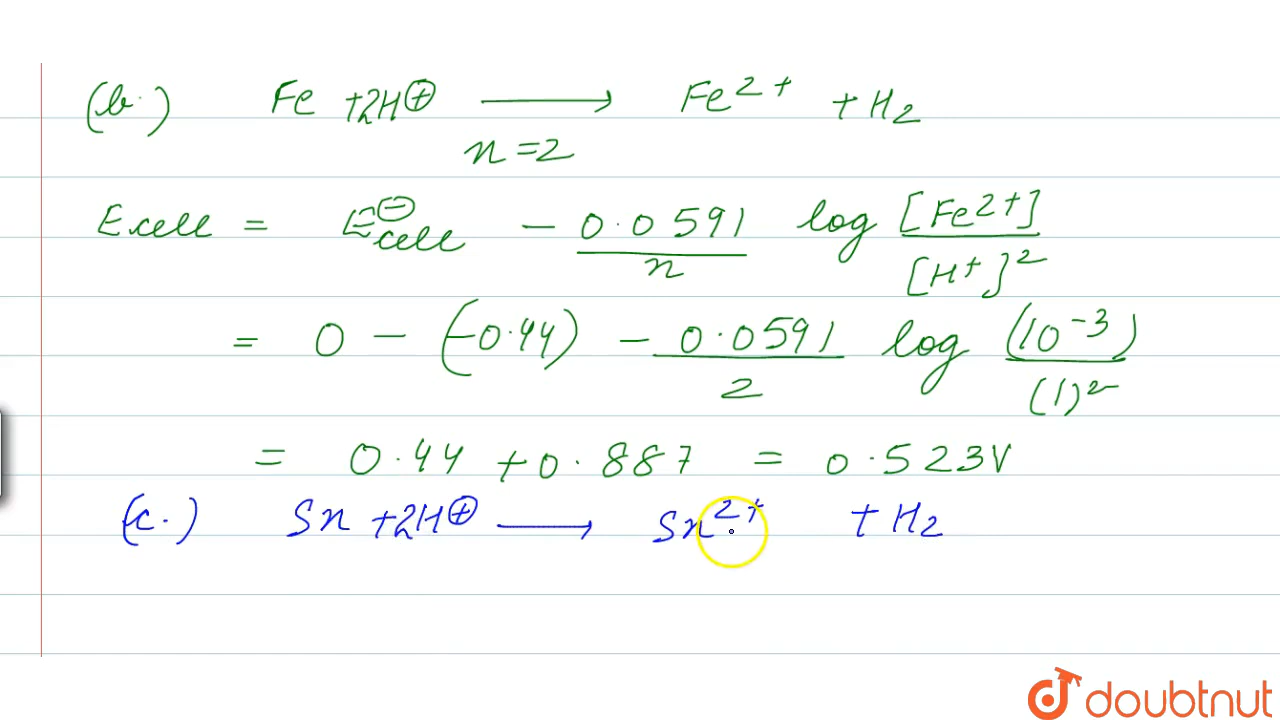 (b.) Fe + 2H⊕ ⟶ Fe²⁺ + H₂
n = 2
Ecell = E⊖cell − 0.0591/n log [Fe²⁺]/[H⁺]²
= 0 − (−0.44) − 0.0591/2 log (10⁻³)/(1)²
= 0.44 + 0.887 = 0.523V
(c.) Sn + 2H⊕ ⟶ Sn²⁺ + H₂
doubtnut